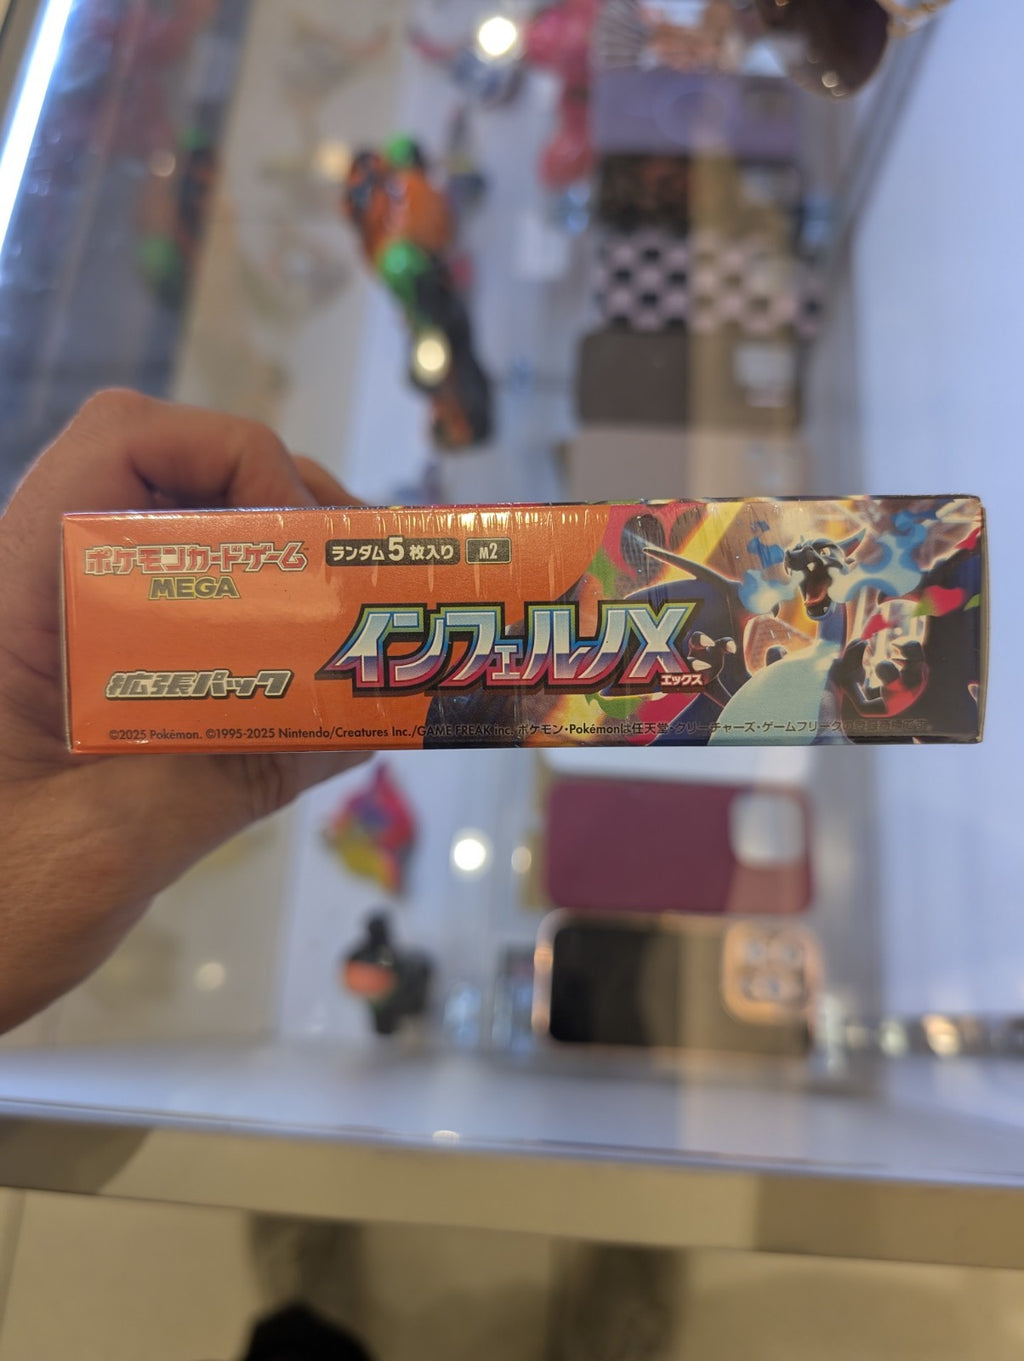 ポケモンカードゲーム
MEGA
ランダム5枚入り M2
インフェルノX
エックス
拡張パック
©2025 Pokémon. ©1995-2025 Nintendo/Creatures Inc./GAME FREAK inc. ポケモン・Pokémonは任天堂・クリーチャーズ・ゲームフリークの登録商標です。